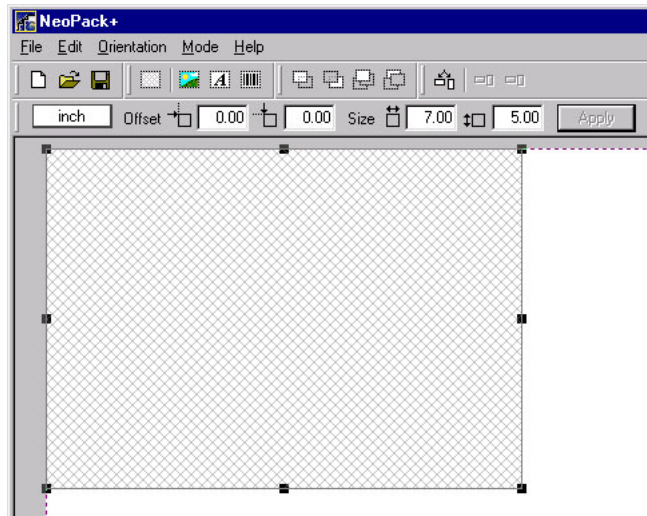 NeoPack+
File Edit Orientation Mode Help
A
inch Offset 0.00 0.00 Size 7.00 5.00 Apply